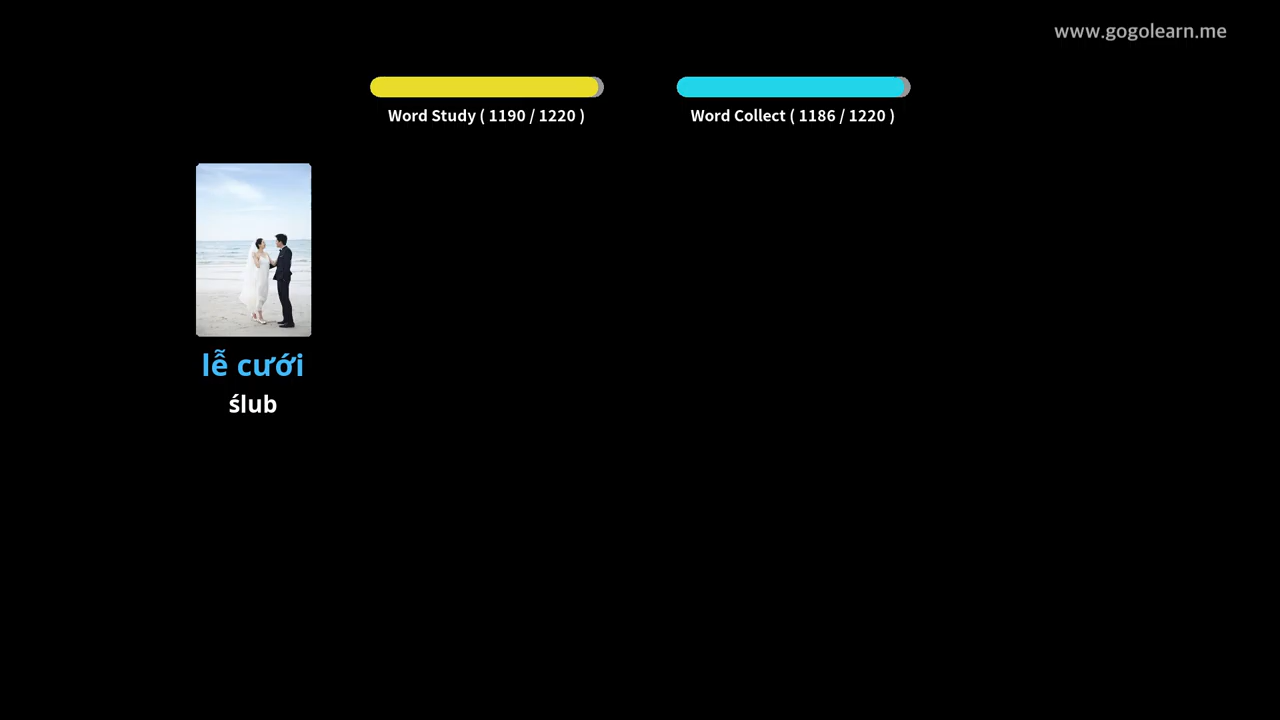 www.gogolearn.me
Word Study ( 1190 / 1220 )
Word Collect ( 1186 / 1220 )
lễ cưới
ślub